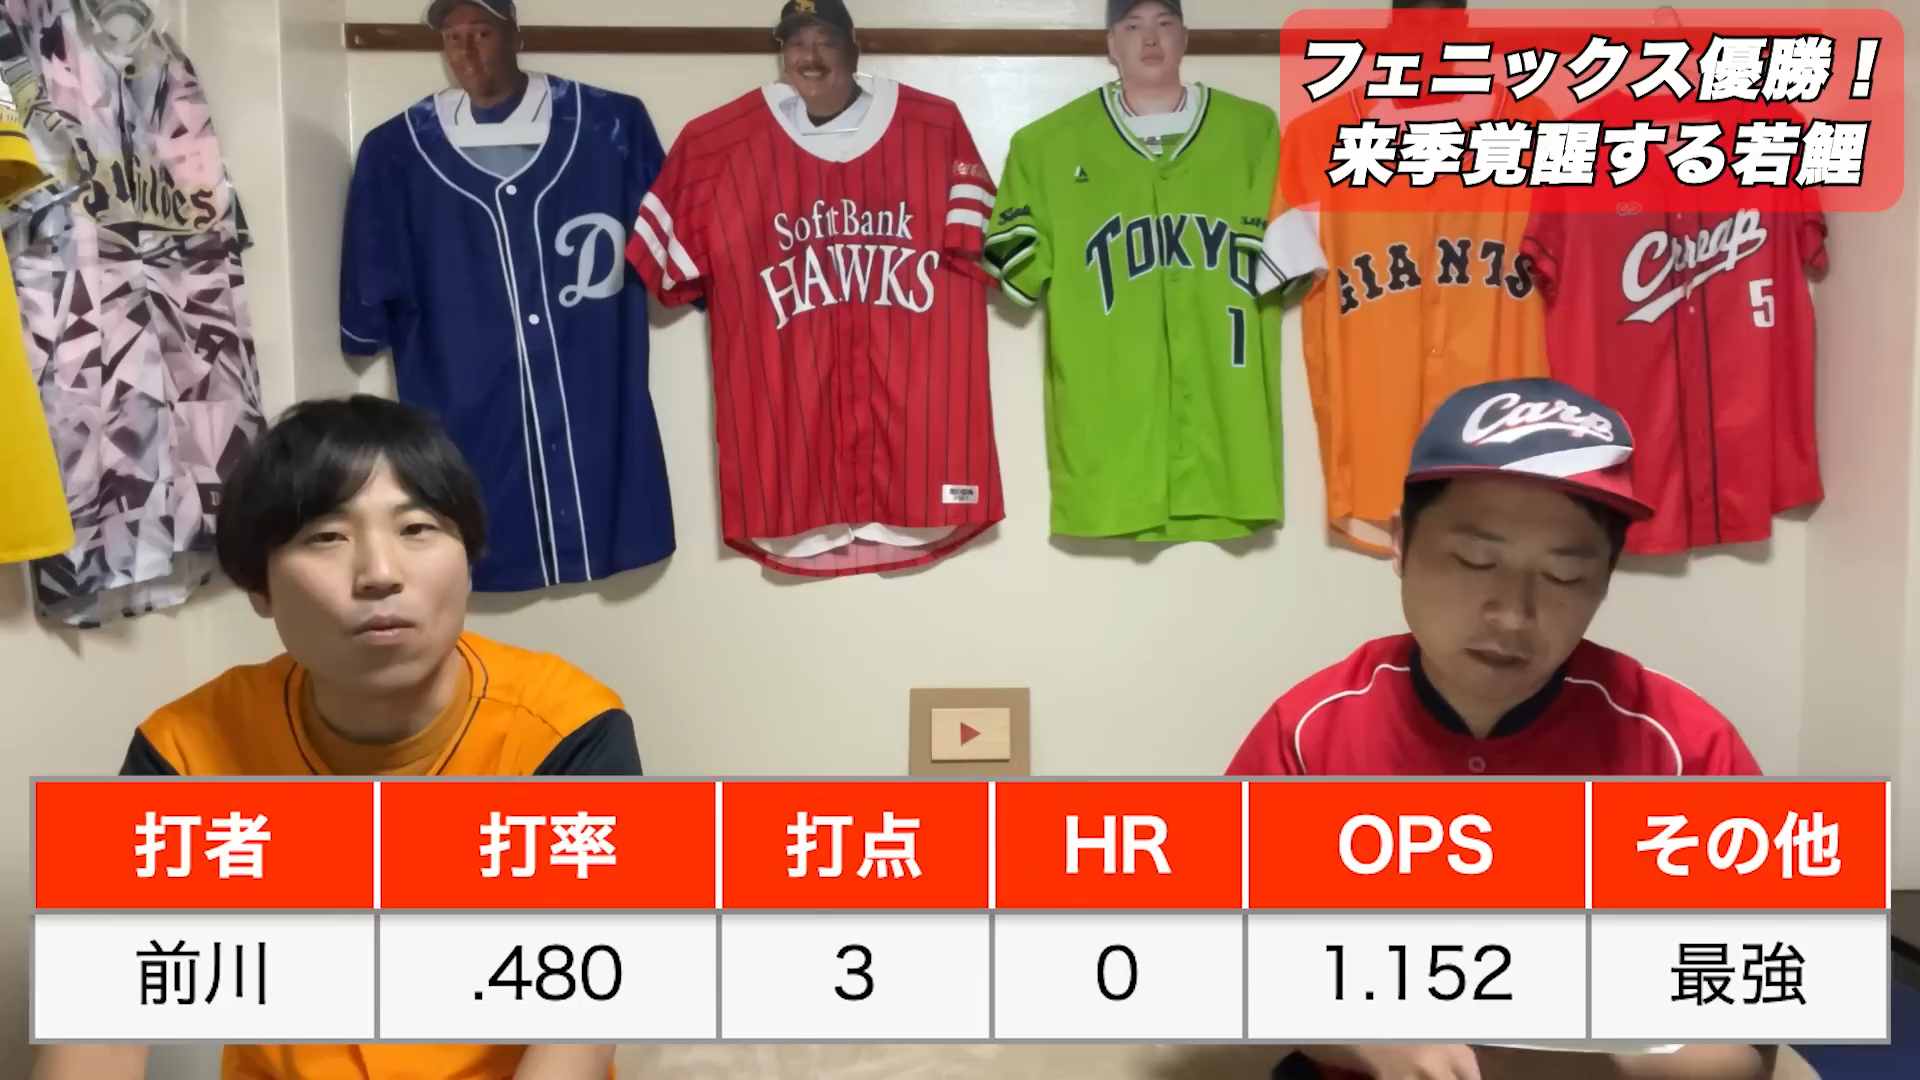 フェニックス優勝！
来季覚醒する若鯉
D
SoftBank
HAWKS
TOKYO
1
GIANTS
Carp
5
Carp
打者 打率 打点 HR OPS その他
前川 .480 3 0 1.152 最強